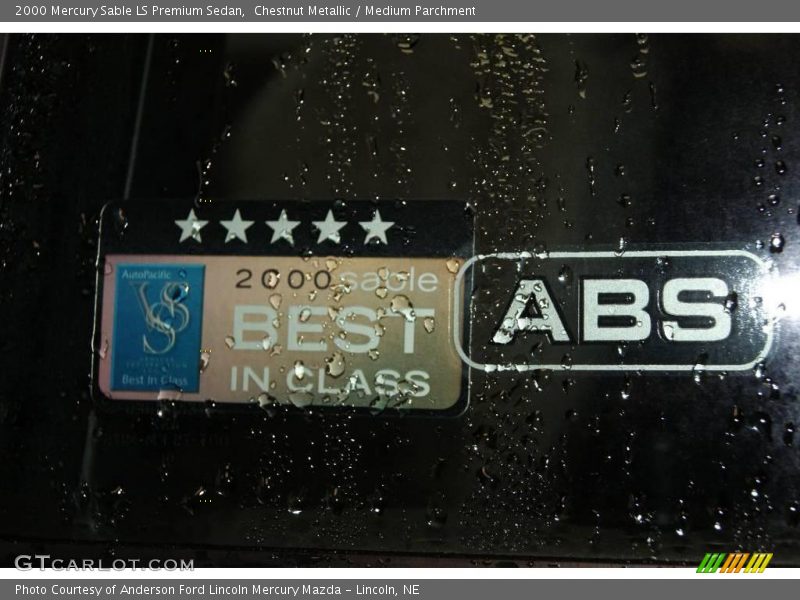 2000 Mercury Sable LS Premium Sedan,  Chestnut Metallic / Medium Parchment
AutoPacific
VSA
Best In Class
2000 sable
BEST
IN CLASS
ABS
GTCARLOT.COM
Photo Courtesy of Anderson Ford Lincoln Mercury Mazda - Lincoln, NE